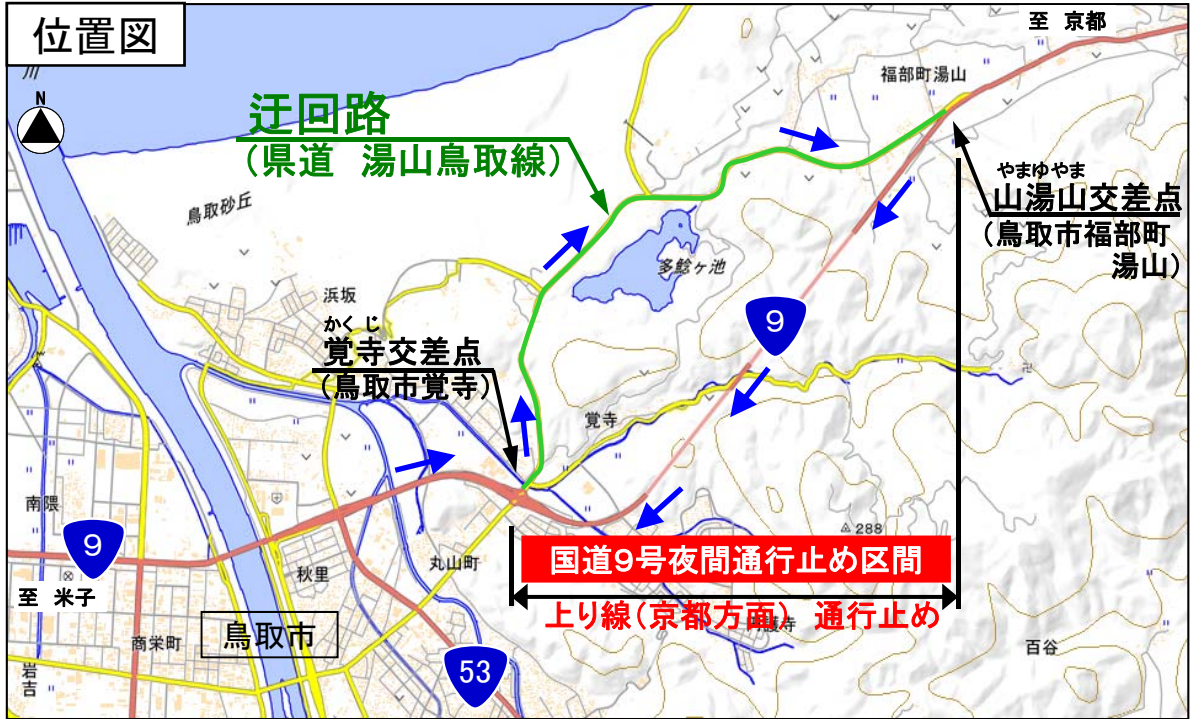 位置図
至 京都
福部町湯山
N
迂回路
(県道 湯山鳥取線)
やまゆやま
山湯山交差点
(鳥取市福部町
湯山)
鳥取砂丘
多鯰ヶ池
浜坂
かくじ
覚寺交差点
(鳥取市覚寺)
9
覚寺
南隈
9
至 米子
秋里
丸山町
288
国道9号夜間通行止め区間
上り線(京都方面) 通行止め
鳥取市
商栄町
53
百谷
岩吉